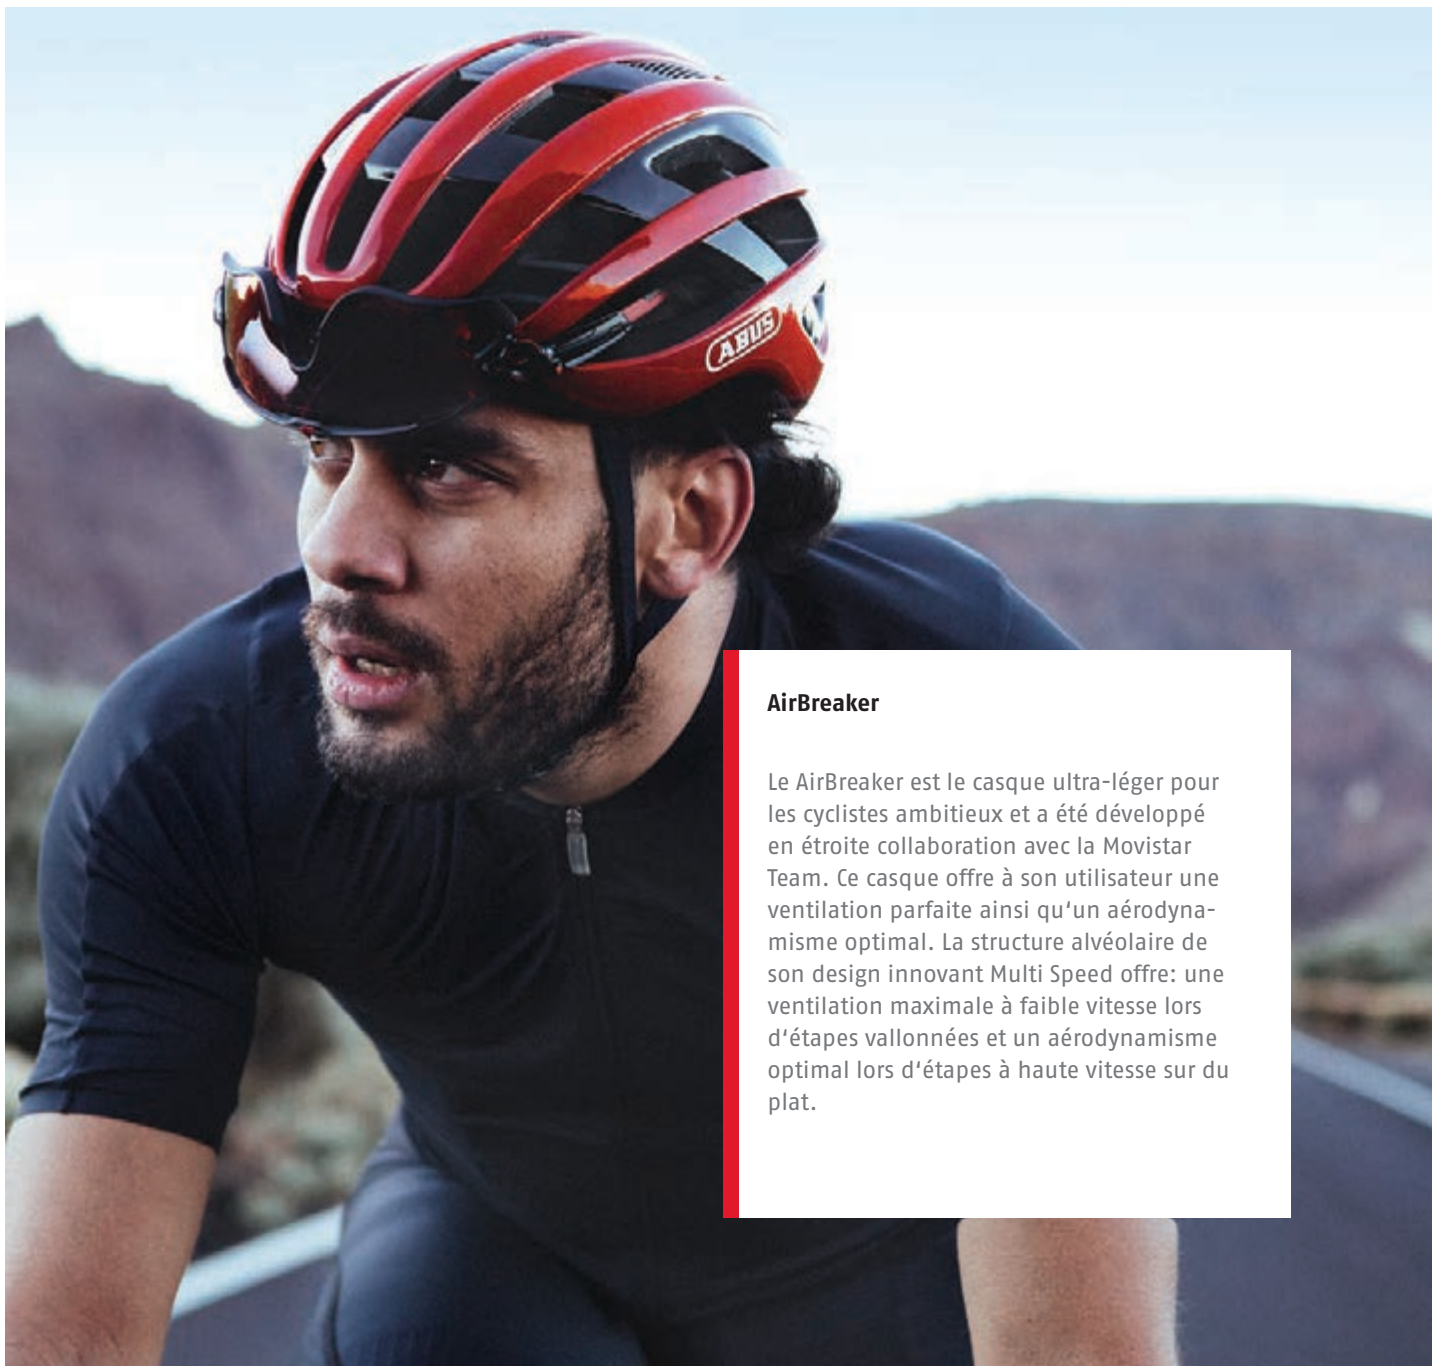 ABUS
AirBreaker
Le AirBreaker est le casque ultra-léger pour
les cyclistes ambitieux et a été développé
en étroite collaboration avec la Movistar
Team. Ce casque offre à son utilisateur une
ventilation parfaite ainsi qu‘un aérodyna-
misme optimal. La structure alvéolaire de
son design innovant Multi Speed offre: une
ventilation maximale à faible vitesse lors
d‘étapes vallonnées et un aérodynamisme
optimal lors d‘étapes à haute vitesse sur du
plat.